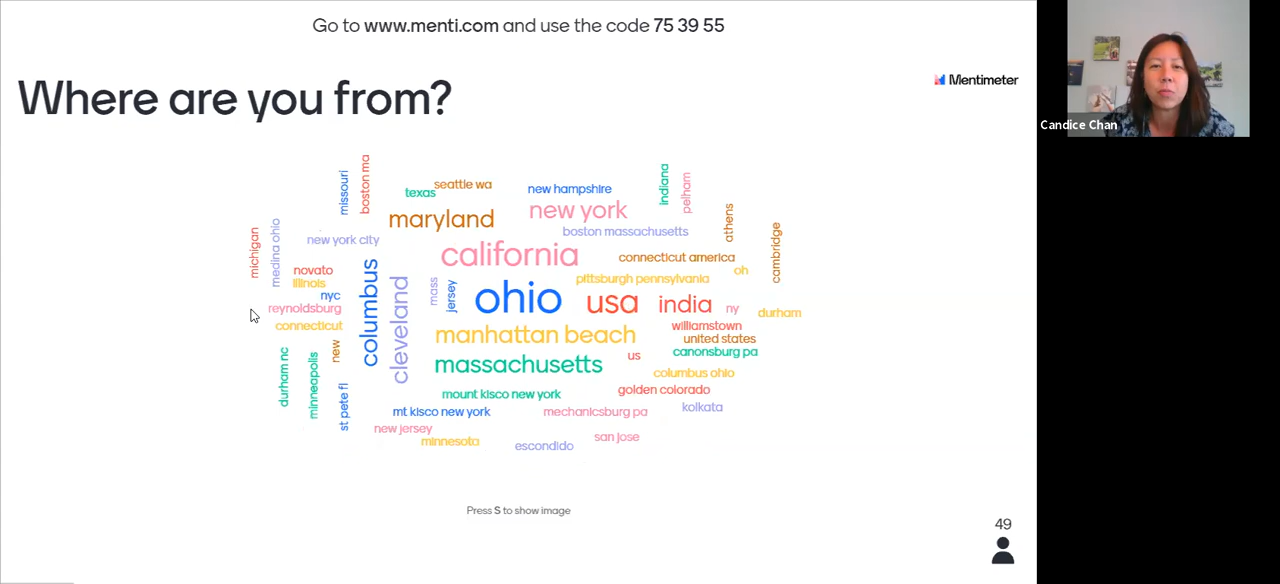 Go to www.menti.com and use the code 75 39 55
Where are you from?
Mentimeter
Candice Chan
missouri
boston ma
texas
seattle wa
new hampshire
indiana
pelham
maryland
new york
athens
michigan
medina ohio
new york city
boston massachusetts
cambridge
california
connecticut america
novato
illinois
columbus
cleveland
mass
jersey
pittsburgh pennsylvania
oh
nyc
ohio
usa
india
ny
reynoldsburg
durham
connecticut
manhattan beach
williamstown
united states
durham nc
minneapolis
new
massachusetts
us
canonsburg pa
columbus ohio
st pete fl
mount kisco new york
golden colorado
mt kisco new york
mechanicsburg pa
kolkata
new jersey
minnesota
escondido
san jose
Press S to show image
49